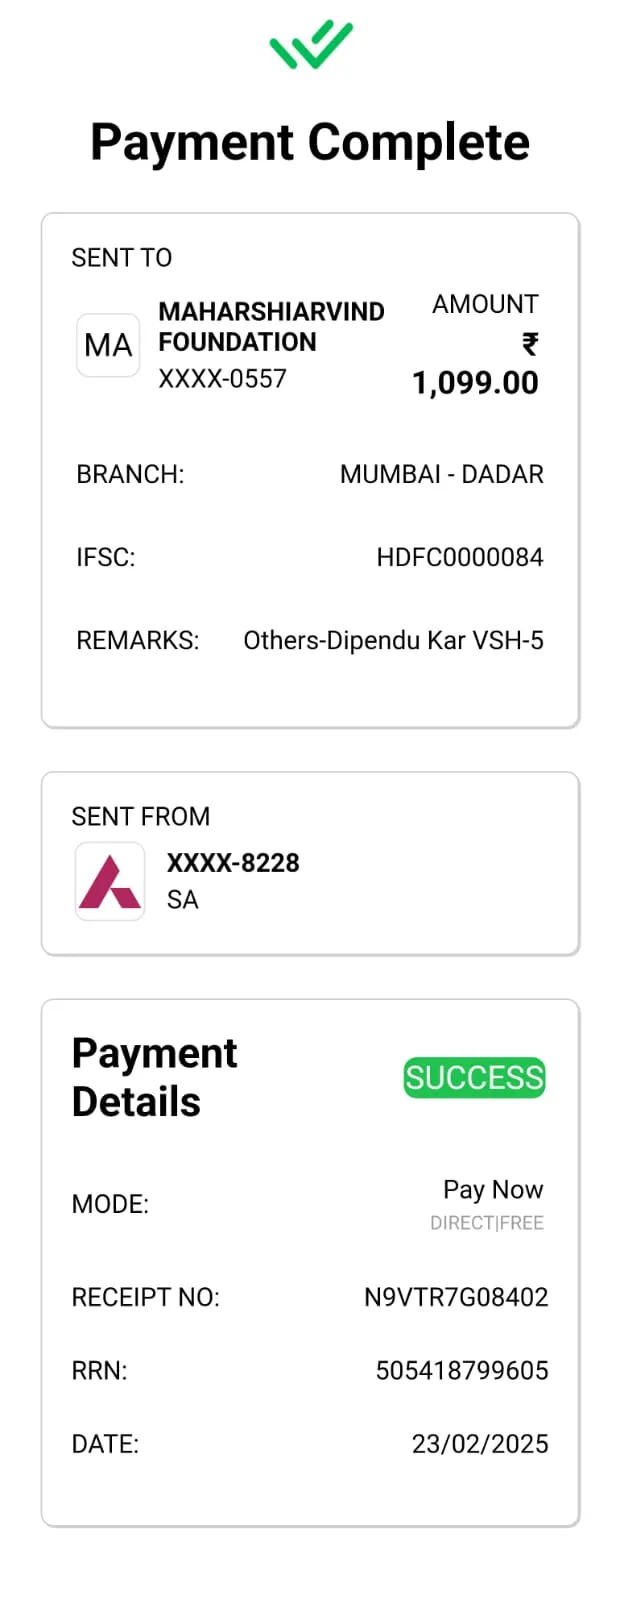 Payment Complete
SENT TO
MA
MAHARSHIARVIND
FOUNDATION
XXXX-0557
AMOUNT
₹
1,099.00
BRANCH: MUMBAI - DADAR
IFSC: HDFC0000084
REMARKS: Others-Dipendu Kar VSH-5
SENT FROM
XXXX-8228
SA
Payment
Details
SUCCESS
MODE: Pay Now
DIRECT|FREE
RECEIPT NO: N9VTR7G08402
RRN: 505418799605
DATE: 23/02/2025